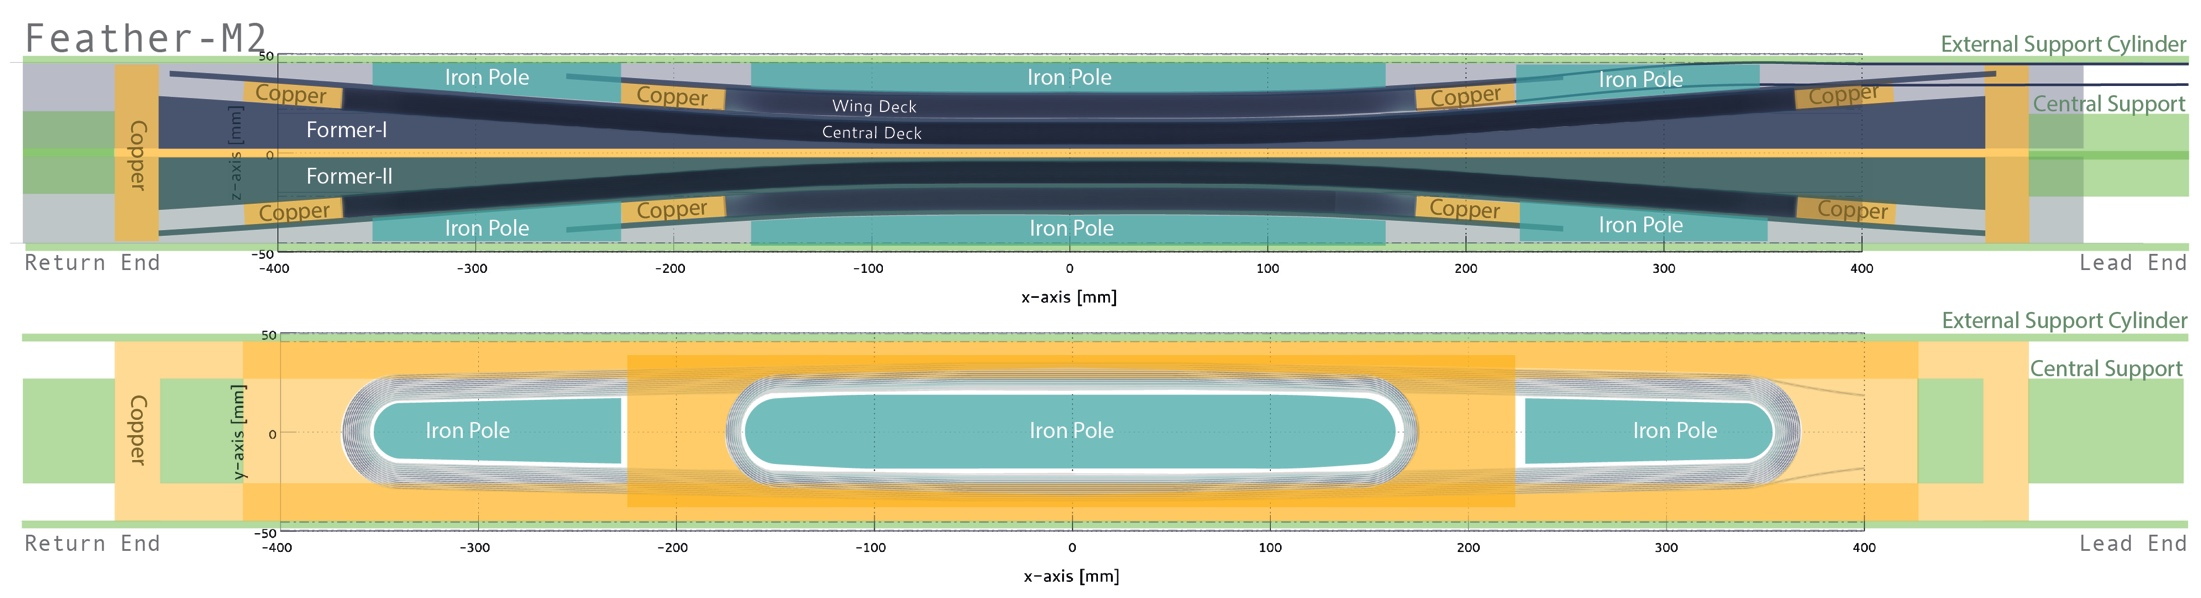 Feather-M2
External Support Cylinder
50
Iron Pole
Iron Pole
Iron Pole
Copper
Copper
Copper
Copper
Wing Deck
Central Support
Central Deck
Former-I
Copper
z-axis [mm]
0
Former-II
Copper
Copper
Copper
Copper
Iron Pole
Iron Pole
Iron Pole
-50
Return End
Lead End
-400
-300
-200
-100
0
100
200
300
400
x-axis [mm]
External Support Cylinder
50
Central Support
Copper
y-axis [mm]
0
Iron Pole
Iron Pole
Iron Pole
-50
Return End
Lead End
-400
-300
-200
-100
0
100
200
300
400
x-axis [mm]